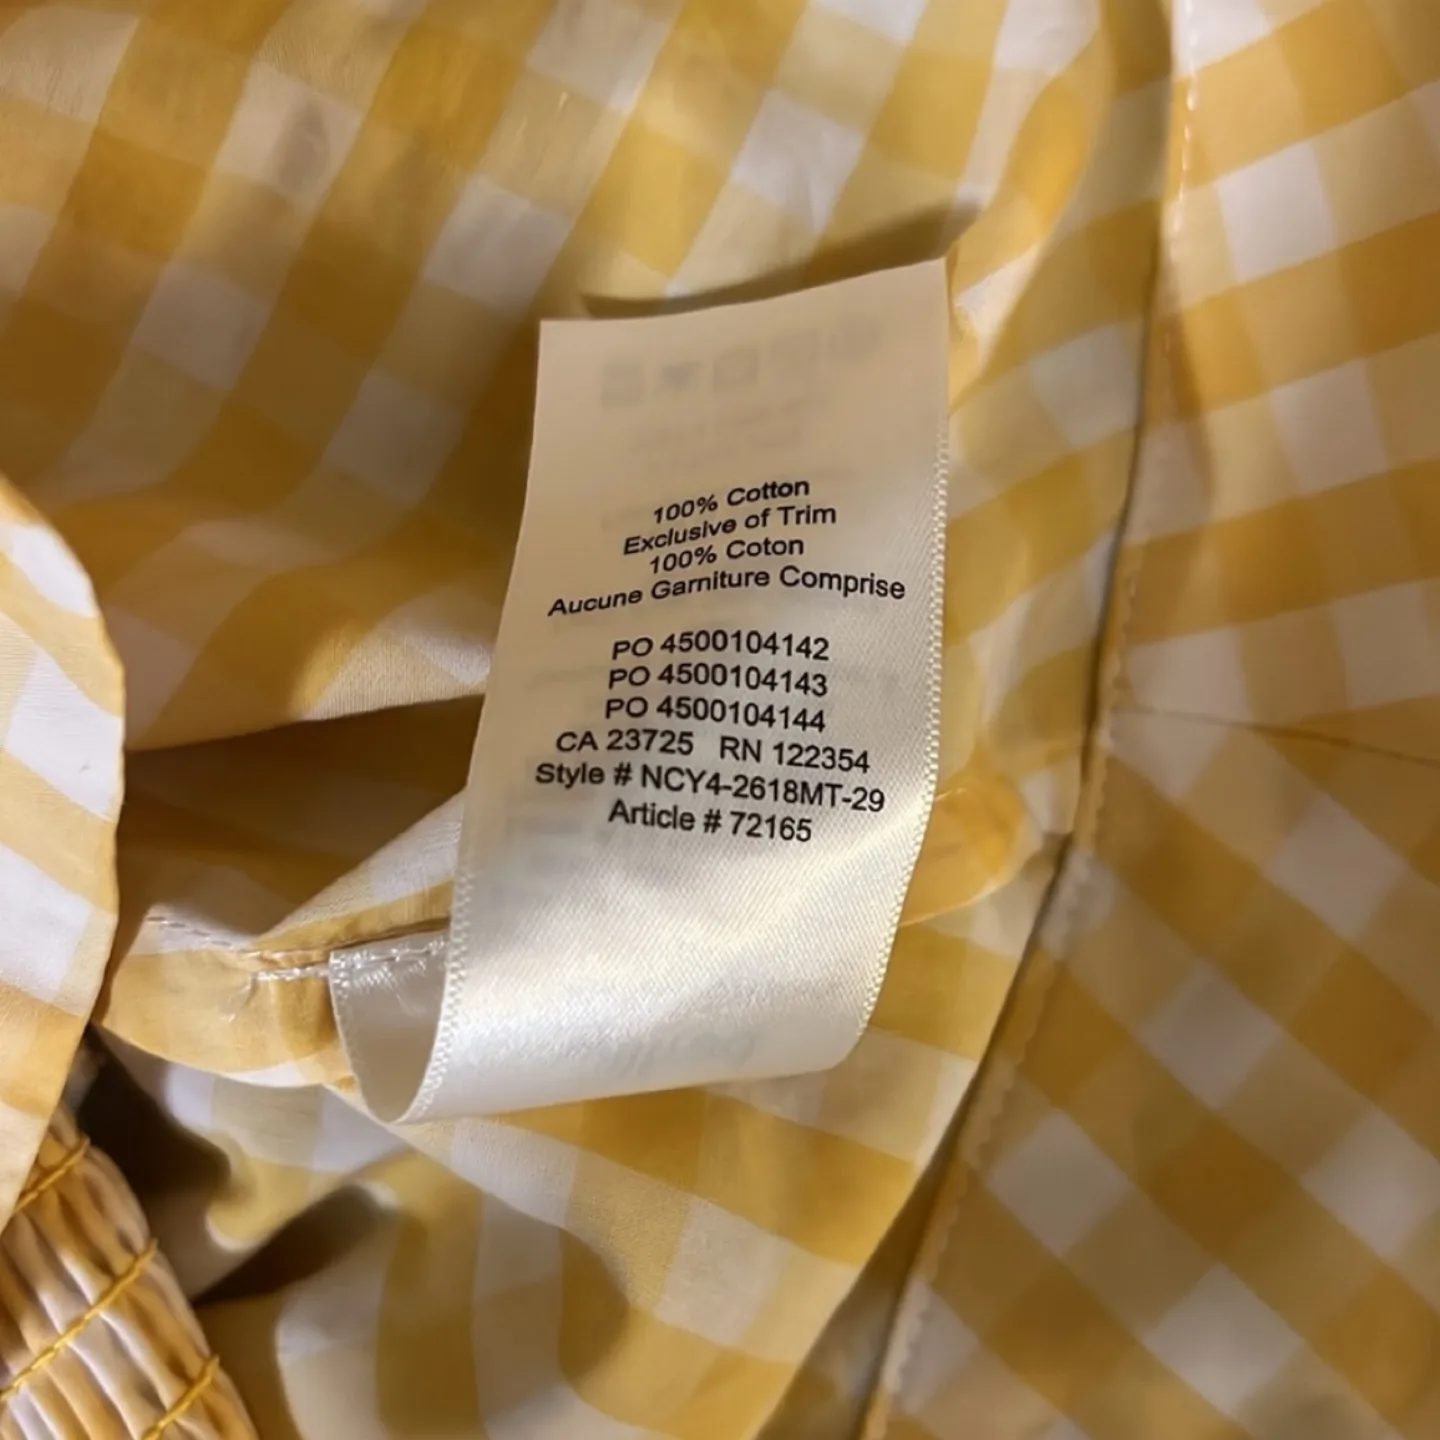 100% Cotton
Exclusive of Trim
100% Coton
Aucune Garniture Comprise
PO 4500104142
PO 4500104143
PO 4500104144
CA 23725 RN 122354
Style # NCY4-2618MT-29
Article # 72165